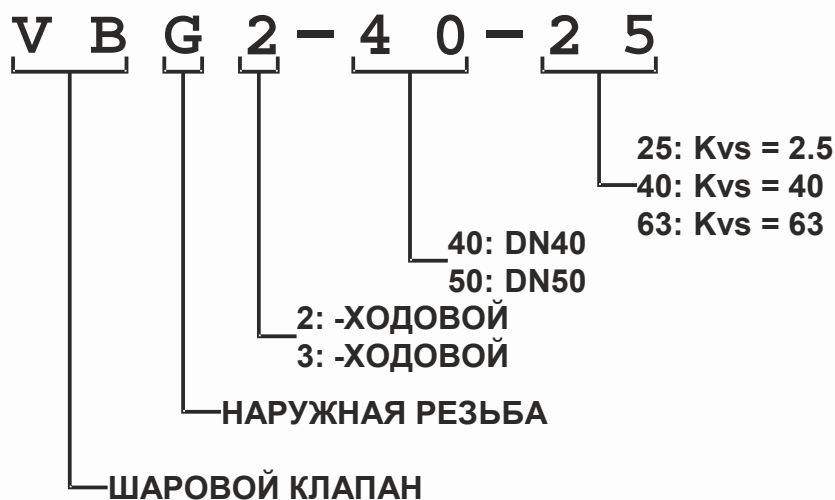 V B G 2 - 4 0 - 2 5
25: Kvs = 2.5
40: Kvs = 40
63: Kvs = 63
40: DN40
50: DN50
2: -ХОДОВОЙ
3: -ХОДОВОЙ
НАРУЖНАЯ РЕЗЬБА
ШАРОВОЙ КЛАПАН